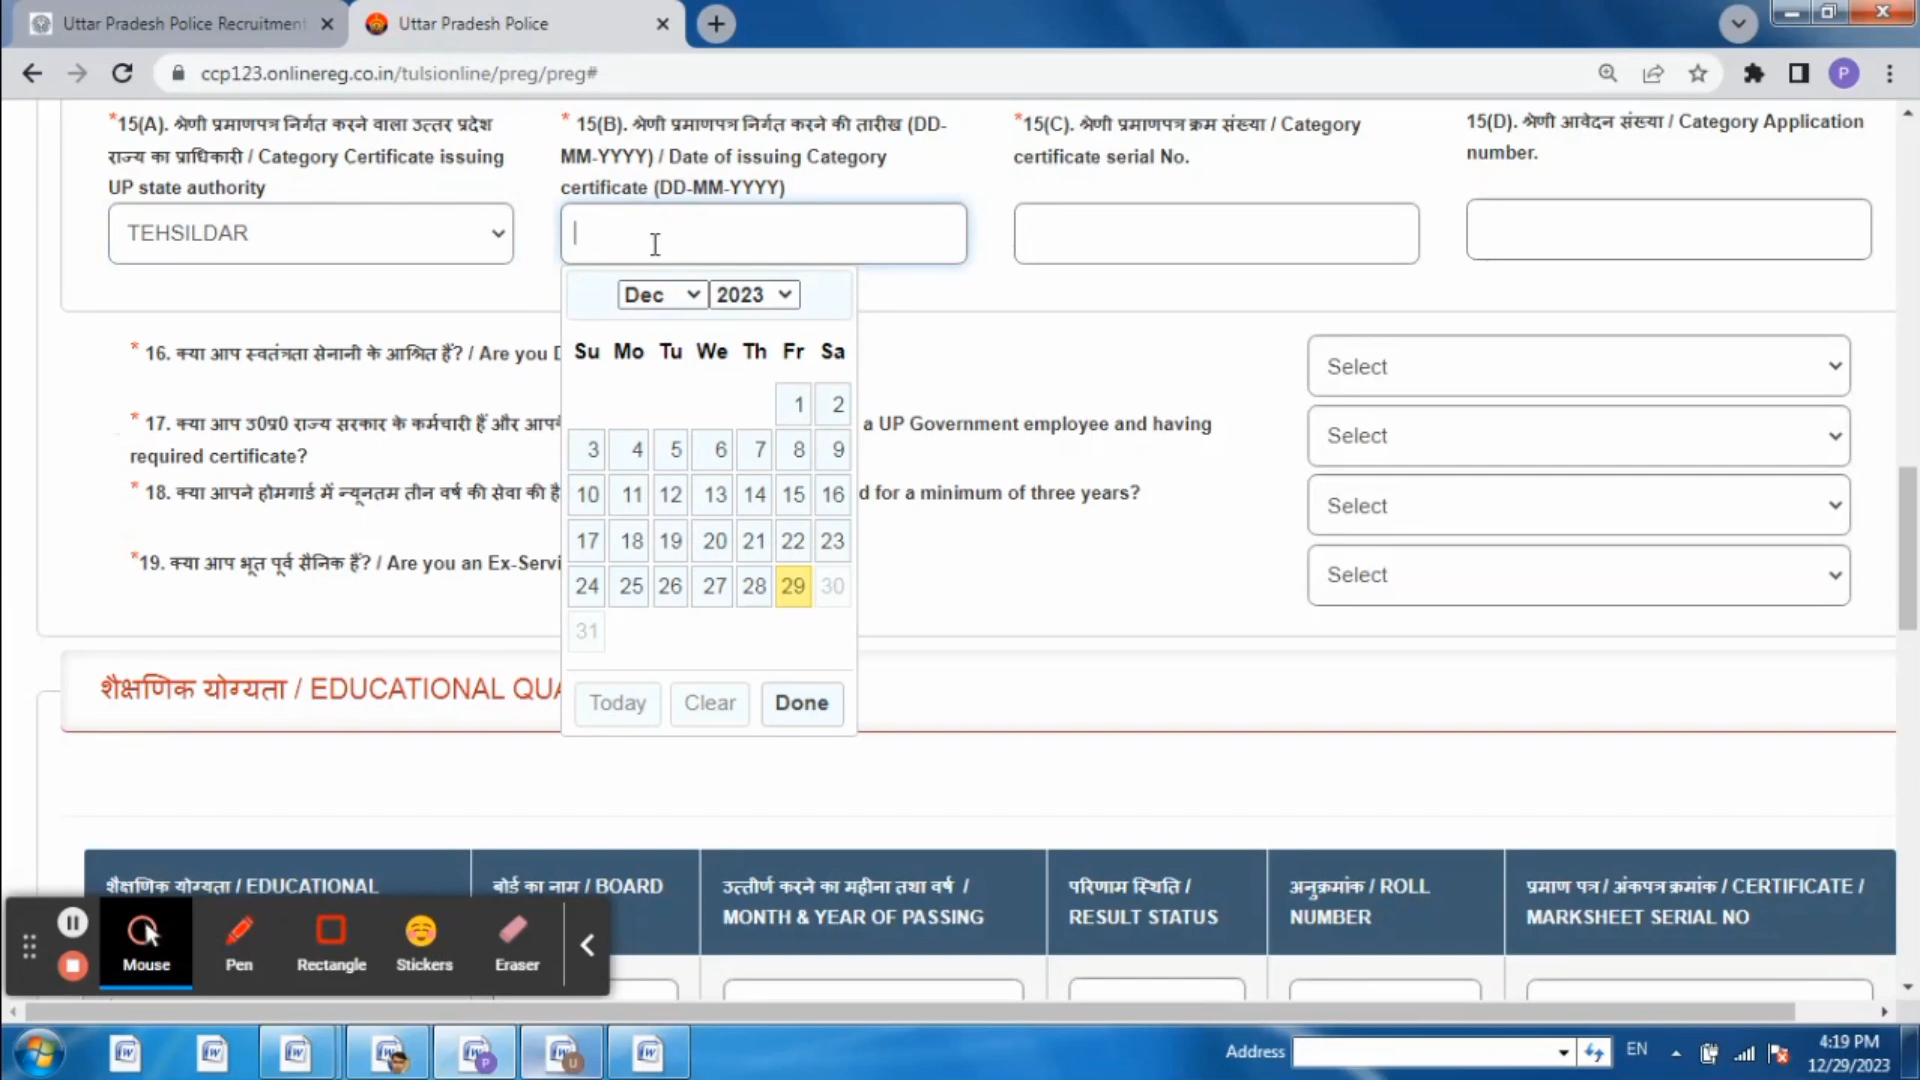 Uttar Pradesh Police Recruitment
Uttar Pradesh Police
ccp123.onlinereg.co.in/tulsionline/preg/preg#
P
*15(A). श्रेणी प्रमाणपत्र निर्गत करने वाला उत्तर प्रदेश
राज्य का प्राधिकारी / Category Certificate issuing
UP state authority
TEHSILDAR
* 15(B). श्रेणी प्रमाणपत्र निर्गत करने की तारीख (DD-
MM-YYYY) / Date of issuing Category
certificate (DD-MM-YYYY)
*15(C). श्रेणी प्रमाणपत्र क्रम संख्या / Category
certificate serial No.
15(D). श्रेणी आवेदन संख्या / Category Application
number.
Dec 2023
Su Mo Tu We Th Fr Sa
1 2
3 4 5 6 7 8 9
10 11 12 13 14 15 16
17 18 19 20 21 22 23
24 25 26 27 28 29 30
31
Today Clear Done
* 16. क्या आप स्वतंत्रता सेनानी के आश्रित हैं? / Are you D
Select
* 17. क्या आप उ0प्र0 राज्य सरकार के कर्मचारी हैं और आपके a UP Government employee and having
required certificate?
Select
* 18. क्या आपने होमगार्ड में न्यूनतम तीन वर्ष की सेवा की है d for a minimum of three years?
Select
*19. क्या आप भूत पूर्व सैनिक हैं? / Are you an Ex-Servi
Select
शैक्षणिक योग्यता / EDUCATIONAL QUA
शैक्षणिक योग्यता / EDUCATIONAL
बोर्ड का नाम / BOARD
उत्तीर्ण करने का महीना तथा वर्ष /
MONTH & YEAR OF PASSING
परिणाम स्थिति /
RESULT STATUS
अनुक्रमांक / ROLL
NUMBER
प्रमाण पत्र / अंकपत्र क्रमांक / CERTIFICATE /
MARKSHEET SERIAL NO
Mouse Pen Rectangle Stickers Eraser
Address
EN
4:19 PM
12/29/2023